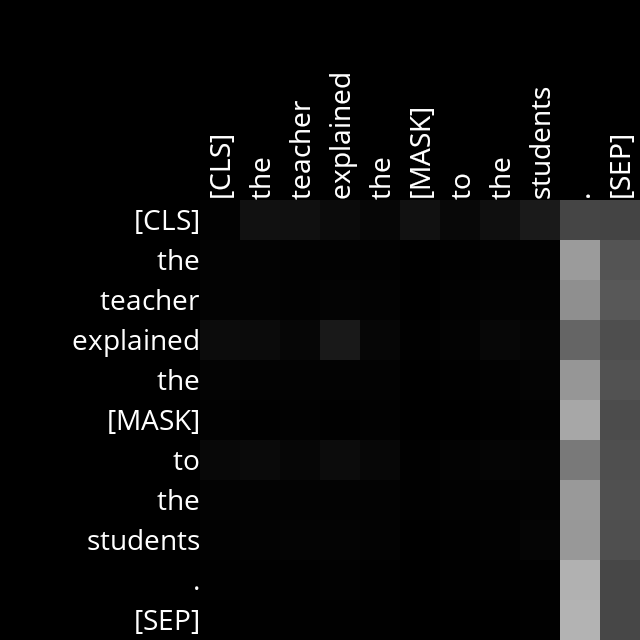 [CLS]
the
teacher
explained
the
[MASK]
to
the
students
.
[SEP]
[CLS]
the
teacher
explained
the
[MASK]
to
the
students
.
[SEP]